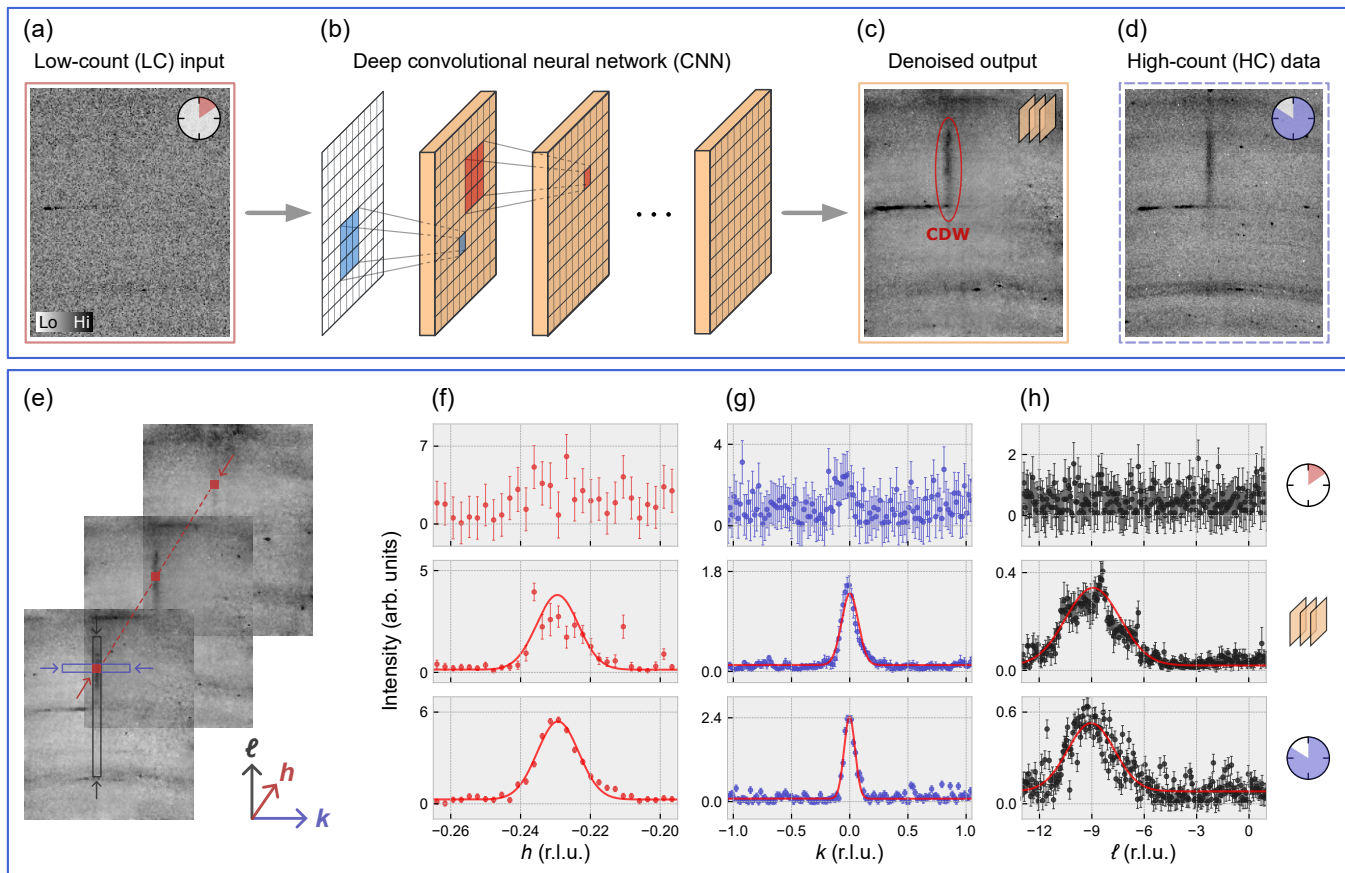 (a)
Low-count (LC) input
Lo Hi
(b)
Deep convolutional neural network (CNN)
(c)
Denoised output
CDW
(d)
High-count (HC) data
(e)
ℓ
h
k
(f)
Intensity (arb. units)
7
0
5
0
6
0
−0.26 −0.24 −0.22 −0.20
h (r.l.u.)
(g)
4
0
1.8
0.0
2.4
0.0
−1.0 −0.5 0.0 0.5 1.0
k (r.l.u.)
(h)
2
0
0.4
0.0
0.6
0.0
−12 −9 −6 −3 0
ℓ (r.l.u.)